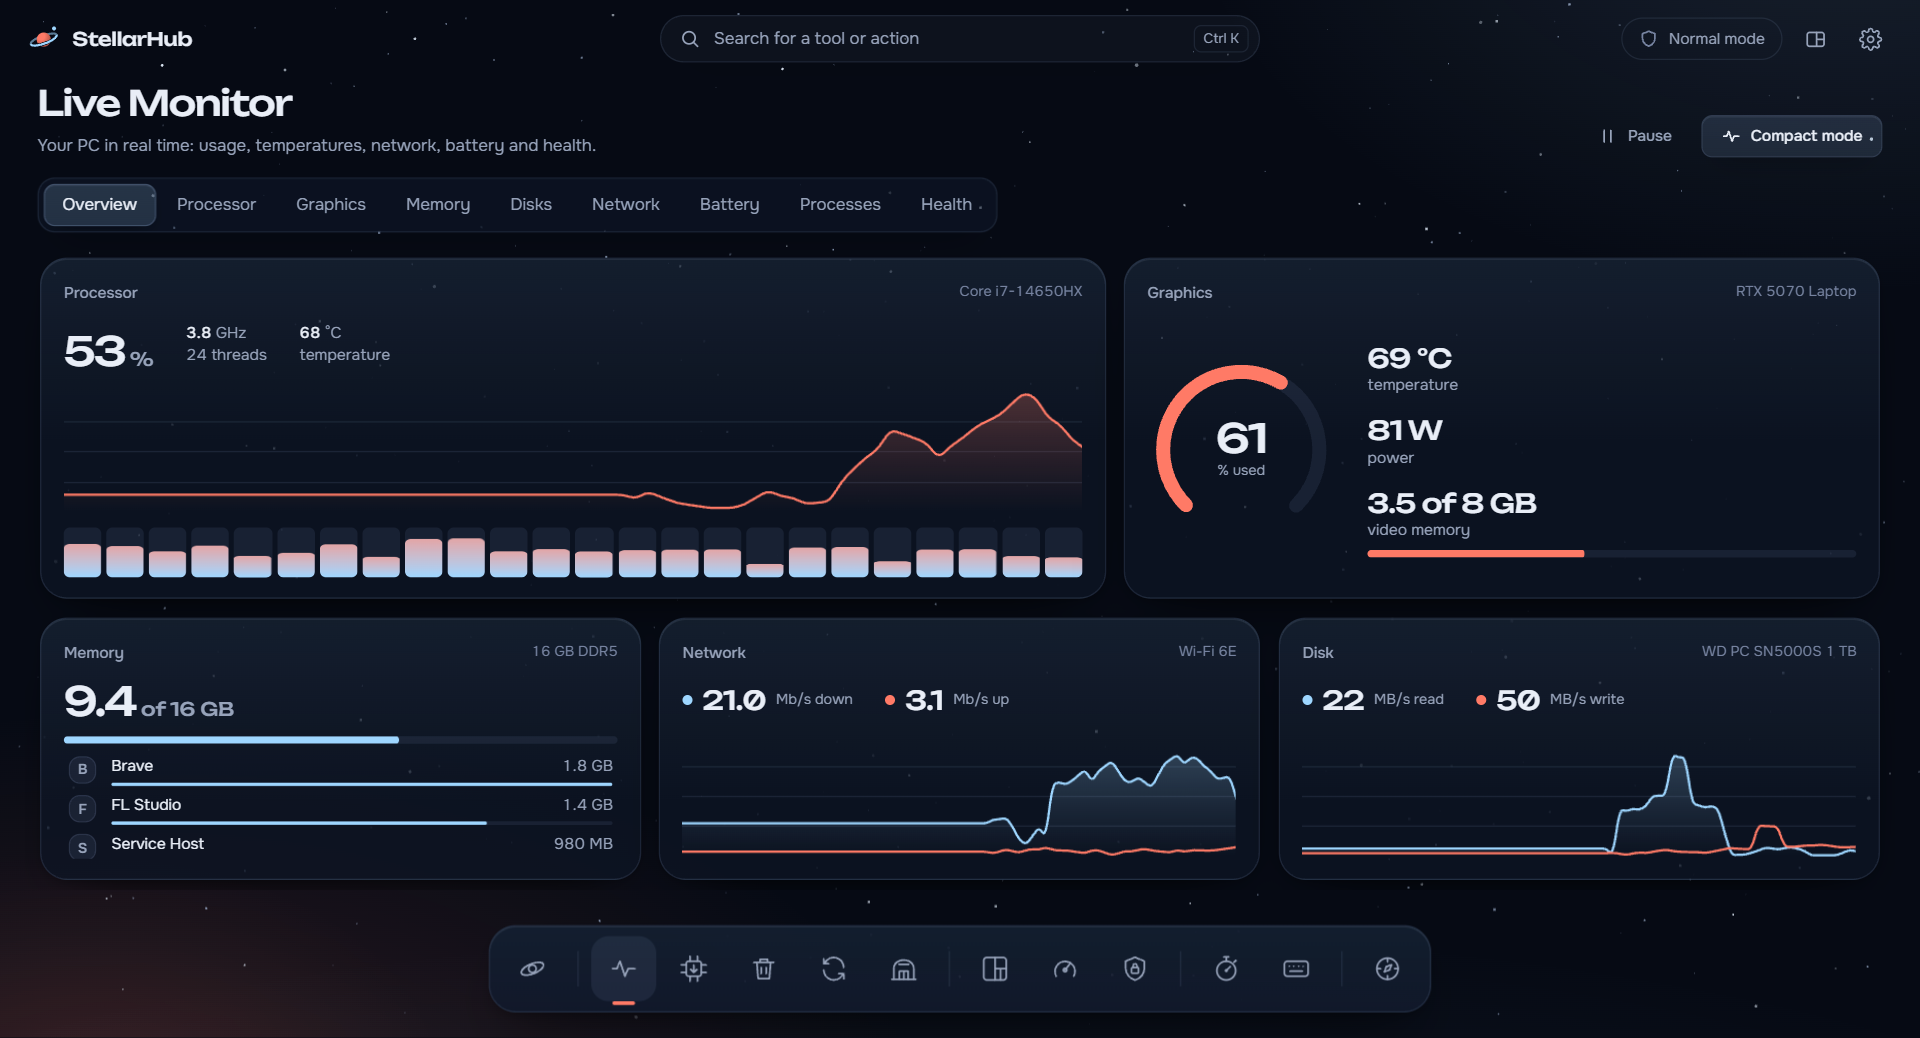 StellarHub
Search for a tool or action
Ctrl K
Normal mode
Live Monitor
Your PC in real time: usage, temperatures, network, battery and health.
Pause
Compact mode
Overview
Processor
Graphics
Memory
Disks
Network
Battery
Processes
Health
Processor
Core i7-14650HX
53 %
3.8 GHz
24 threads
68 °C
temperature
Graphics
RTX 5070 Laptop
61
% used
69 °C
temperature
81 W
power
3.5 of 8 GB
video memory
Memory
16 GB DDR5
9.4 of 16 GB
B
Brave
1.8 GB
F
FL Studio
1.4 GB
S
Service Host
980 MB
Network
Wi-Fi 6E
21.0 Mb/s down
3.1 Mb/s up
Disk
WD PC SN5000S 1 TB
22 MB/s read
50 MB/s write